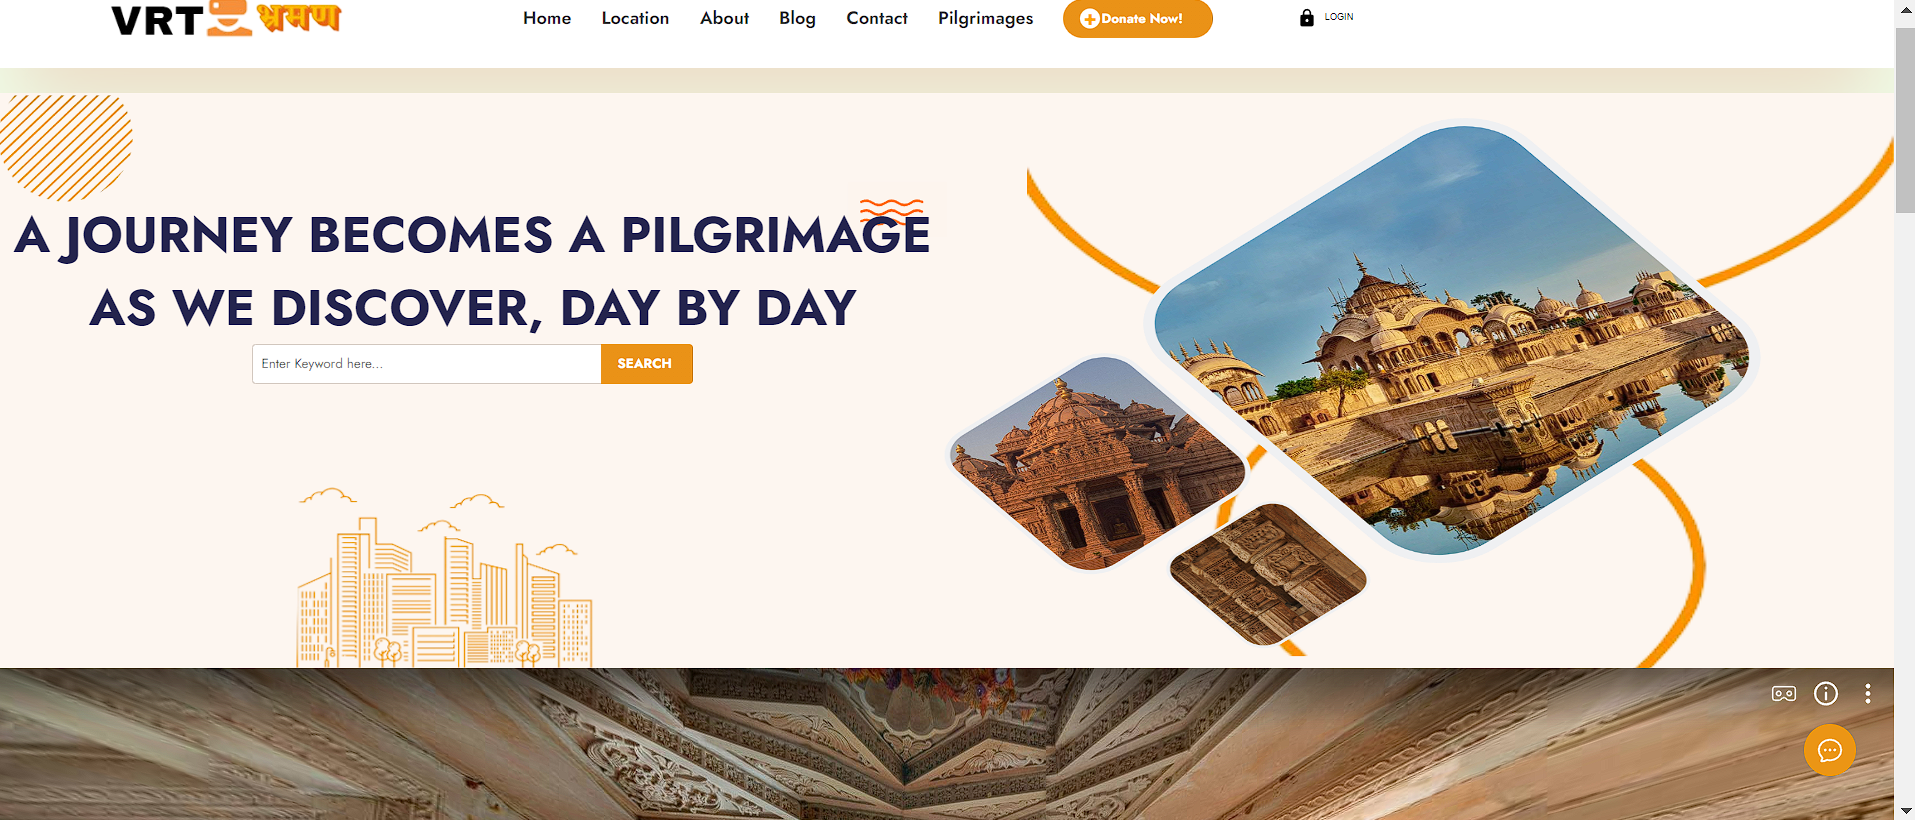 VRT भ्रमण
Home Location About Blog Contact Pilgrimages Donate Now! LOGIN
A JOURNEY BECOMES A PILGRIMAGE
AS WE DISCOVER, DAY BY DAY
Enter Keyword here... SEARCH